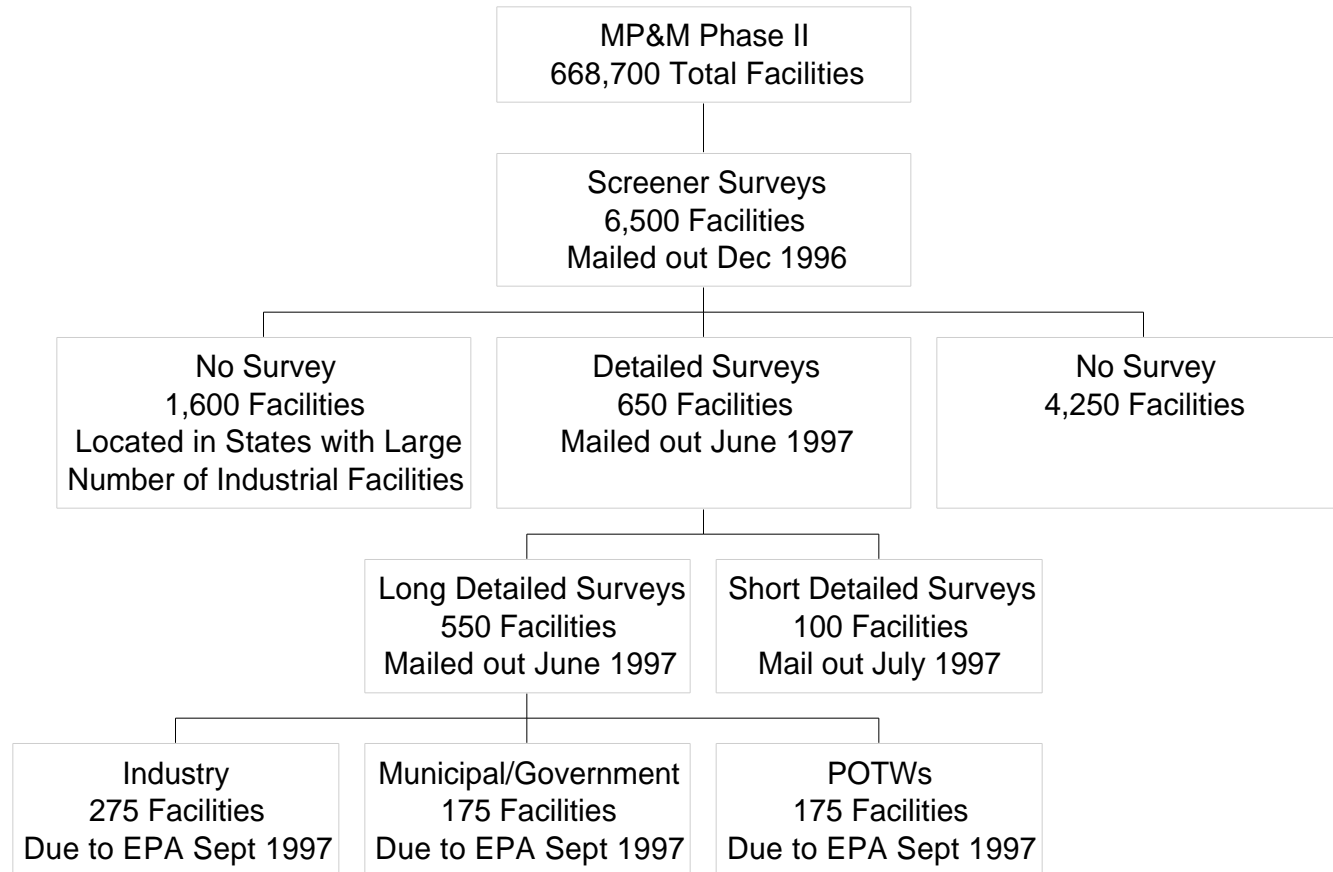 MP&M Phase II
668,700 Total Facilities
Screener Surveys
6,500 Facilities
Mailed out Dec 1996
No Survey
1,600 Facilities
Located in States with Large
Number of Industrial Facilities
Detailed Surveys
650 Facilities
Mailed out June 1997
No Survey
4,250 Facilities
Long Detailed Surveys
550 Facilities
Mailed out June 1997
Short Detailed Surveys
100 Facilities
Mail out July 1997
Industry
275 Facilities
Due to EPA Sept 1997
Municipal/Government
175 Facilities
Due to EPA Sept 1997
POTWs
175 Facilities
Due to EPA Sept 1997